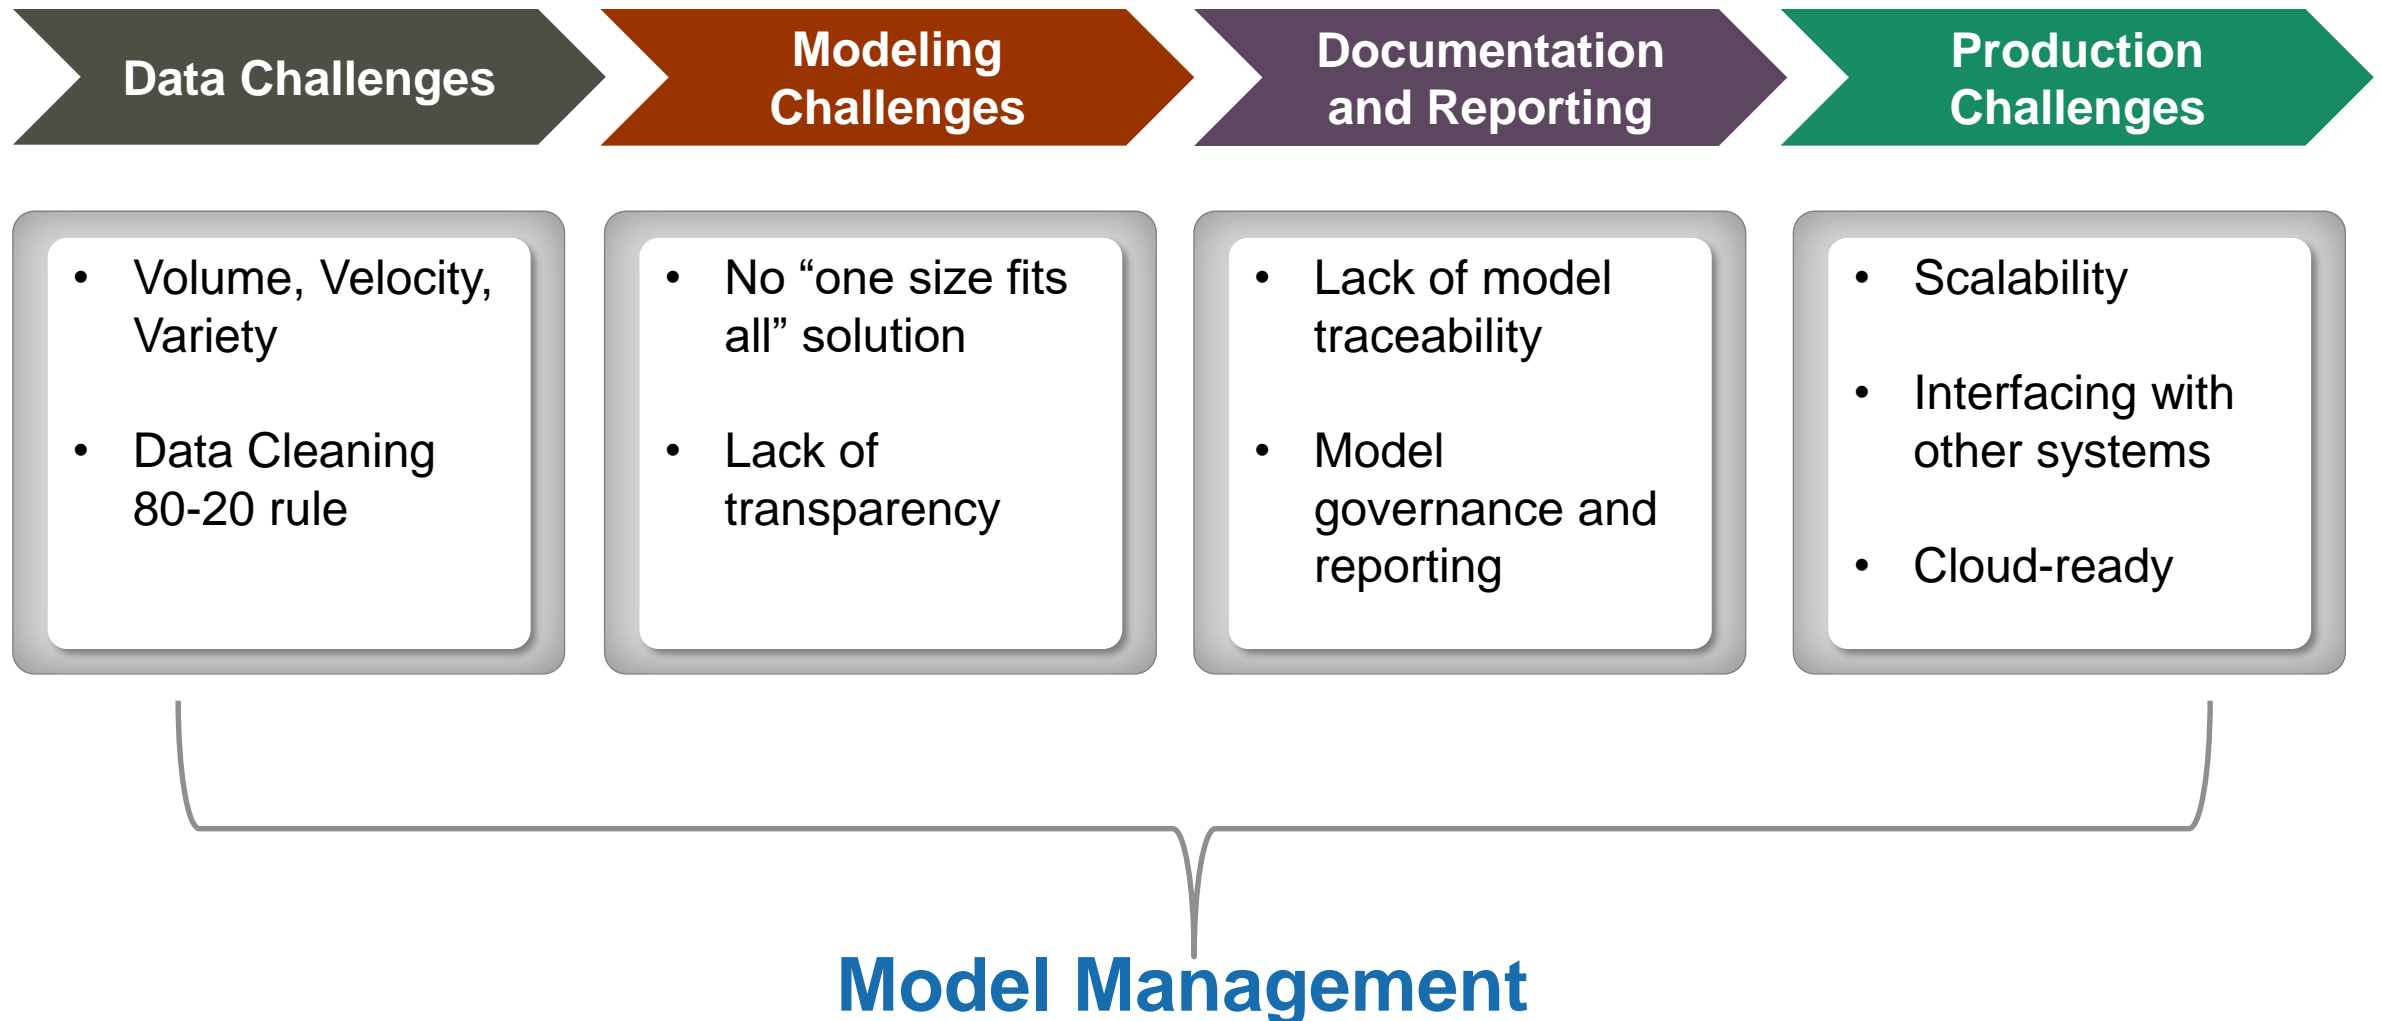 Data Challenges
Modeling
Challenges
Documentation
and Reporting
Production
Challenges
• Volume, Velocity,
Variety
• Data Cleaning
80-20 rule
• No “one size fits
all” solution
• Lack of
transparency
• Lack of model
traceability
• Model
governance and
reporting
• Scalability
• Interfacing with
other systems
• Cloud-ready
Model Management